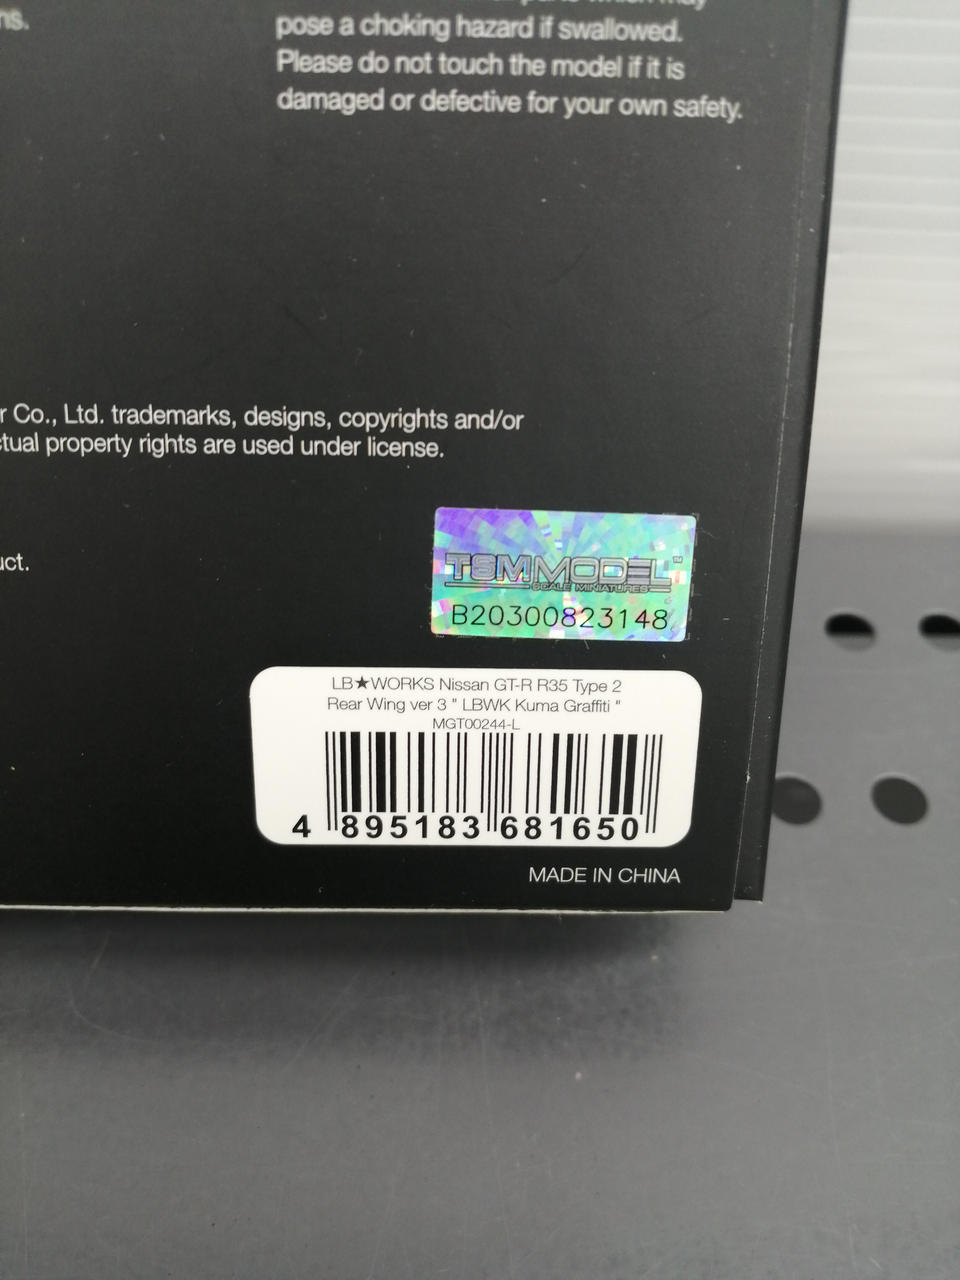 ns.
pose a choking hazard if swallowed.
Please do not touch the model if it is
damaged or defective for your own safety.
r Co., Ltd. trademarks, designs, copyrights and/or
ctual property rights are used under license.
uct.
TSM MODEL™
SCALE MINIATURES
B20300823148
LB★WORKS Nissan GT-R R35 Type 2
Rear Wing ver 3 " LBWK Kuma Graffiti "
MGT00244-L
4 895183 681650
MADE IN CHINA